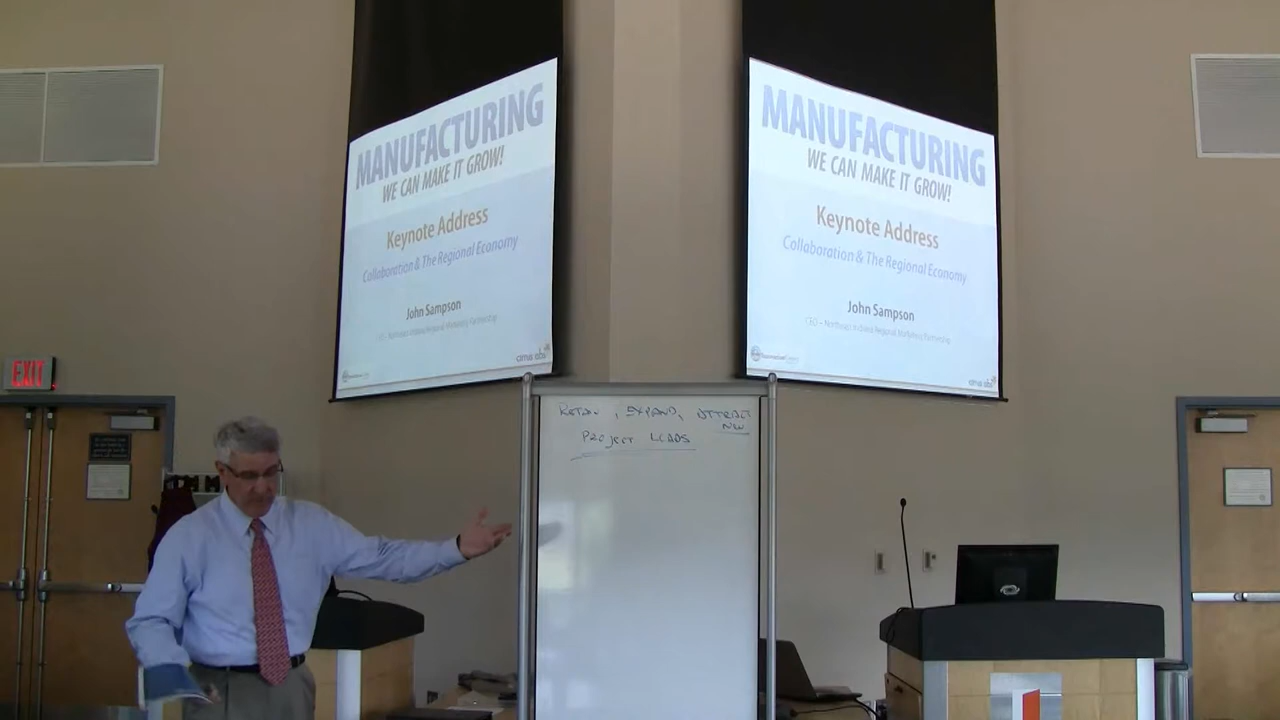 MANUFACTURING
WE CAN MAKE IT GROW!
Keynote Address
Collaboration & The Regional Economy
John Sampson
MANUFACTURING
WE CAN MAKE IT GROW!
Keynote Address
Collaboration & The Regional Economy
John Sampson
CEO – Northeast Indiana Regional Marketing Partnership
EXIT
RETAIN, EXPAND, ATTRACT
NEW
PROJECT LEADS